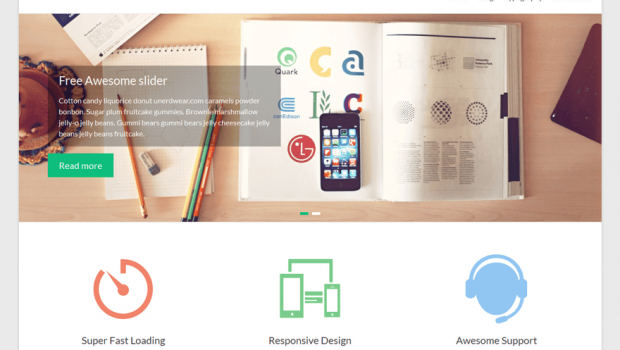 Free Awesome slider
Cotton candy liquorice donut unerdwear.com caramels powder
bonbon. Sugar plum fruitcake gummies. Brownie marshmallow
jelly-o jelly beans. Gummi bears gummi bears jelly cheesecake jelly
beans jelly beans fruitcake.
Read more
Quark
LG
Super Fast Loading
Responsive Design
Awesome Support